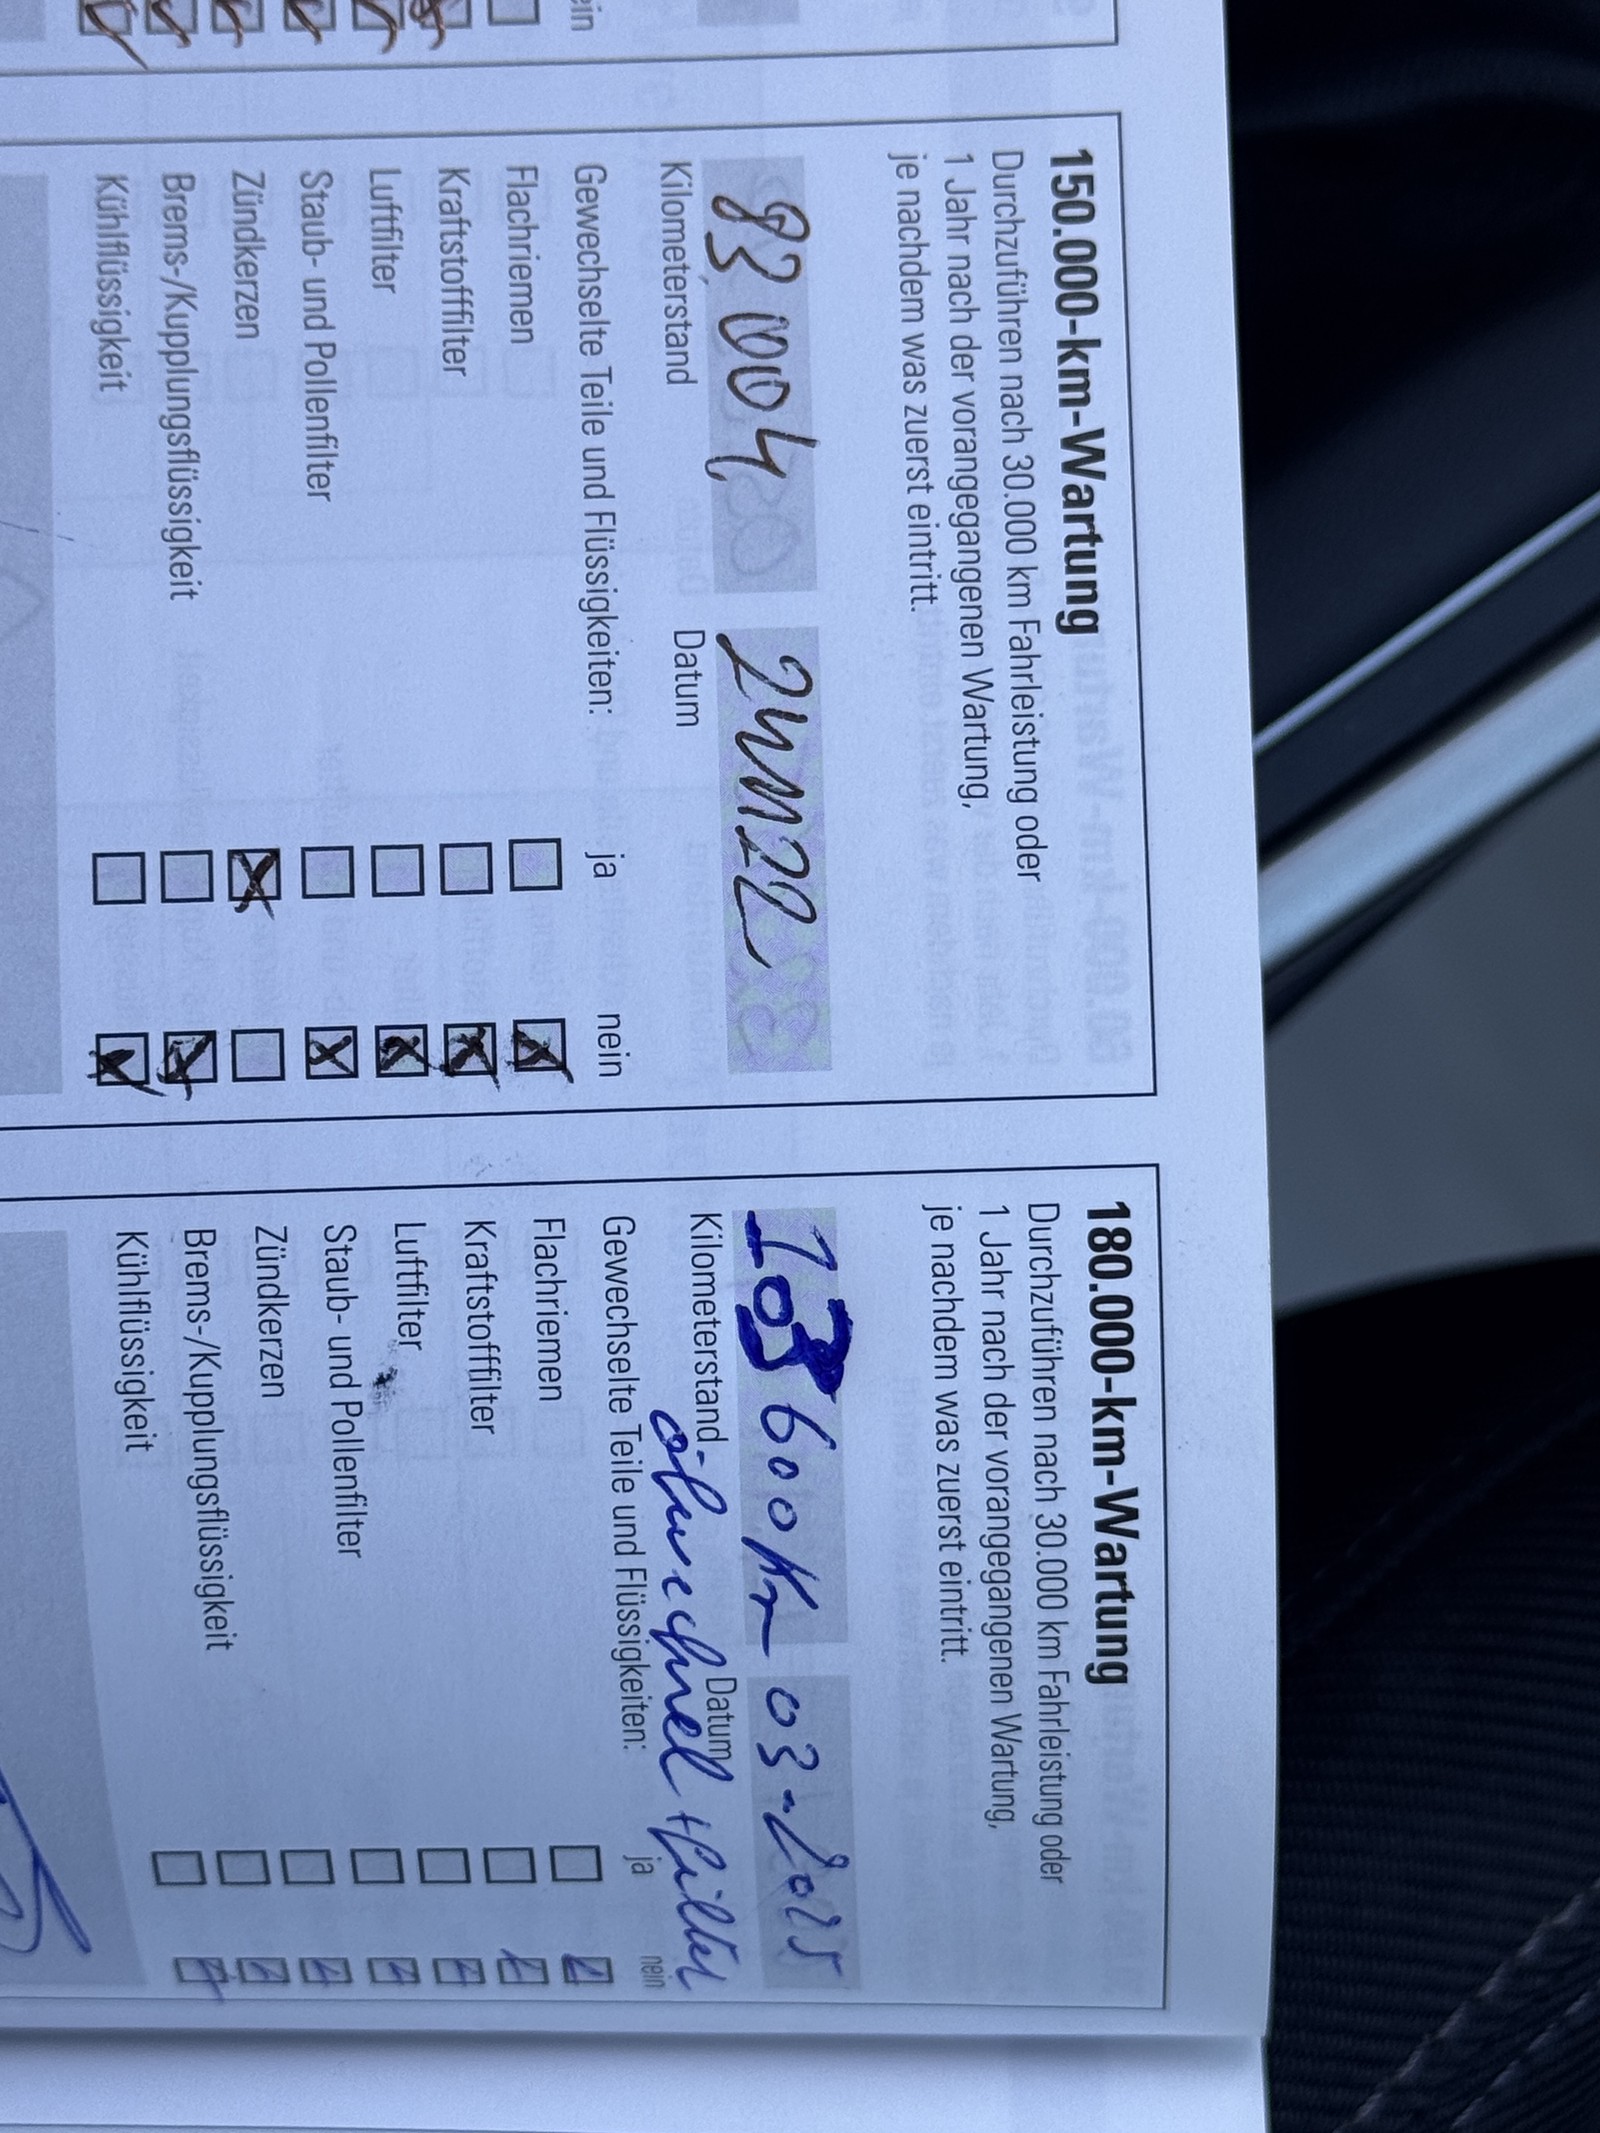 ein
150.000-km-Wartung
Durchzuführen nach 30.000 km Fahrleistung oder
1 Jahr nach der vorangegangenen Wartung,
je nachdem was zuerst eintritt.
83004
Kilometerstand Datum
Gewechselte Teile und Flüssigkeiten: ja nein
Flachriemen
Kraftstofffilter
Luftfilter
Staub- und Pollenfilter
Zündkerzen
Brems-/Kupplungsflüssigkeit
Kühlflüssigkeit
180.000-km-Wartung
Durchzuführen nach 30.000 km Fahrleistung oder
1 Jahr nach der vorangegangenen Wartung,
je nachdem was zuerst eintritt.
103600 Km 03-2025
Kilometerstand Datum
ölwechsel + Filter
Gewechselte Teile und Flüssigkeiten: ja nein
Flachriemen
Kraftstofffilter
Luftfilter
Staub- und Pollenfilter
Zündkerzen
Brems-/Kupplungsflüssigkeit
Kühlflüssigkeit